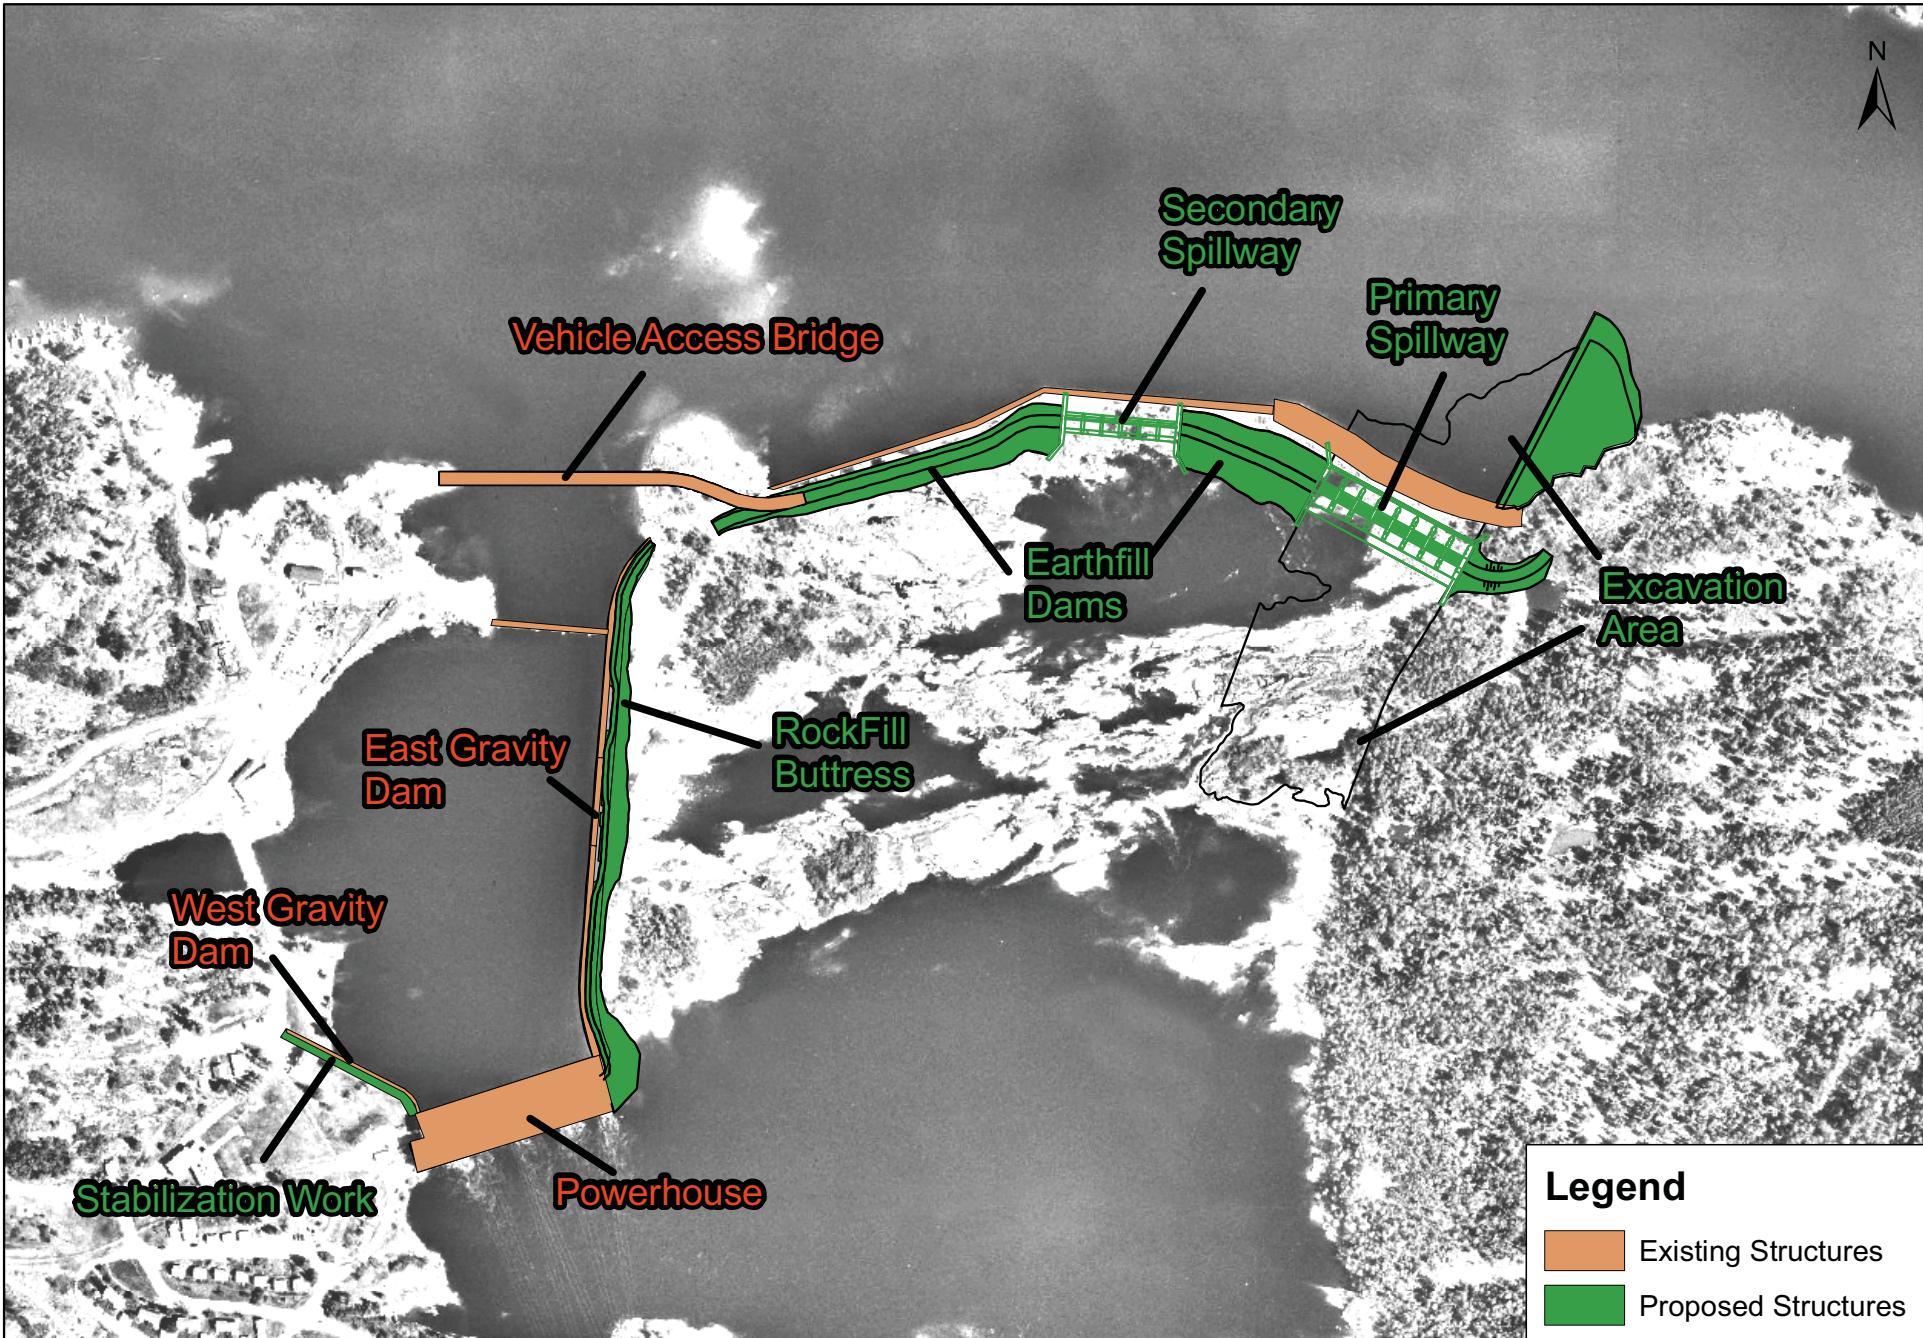 N
Secondary
Spillway
Primary
Spillway
Vehicle Access Bridge
Earthfill
Dams
Excavation
Area
East Gravity
Dam
RockFill
Buttress
West Gravity
Dam
Stabilization Work
Powerhouse
Legend
Existing Structures
Proposed Structures